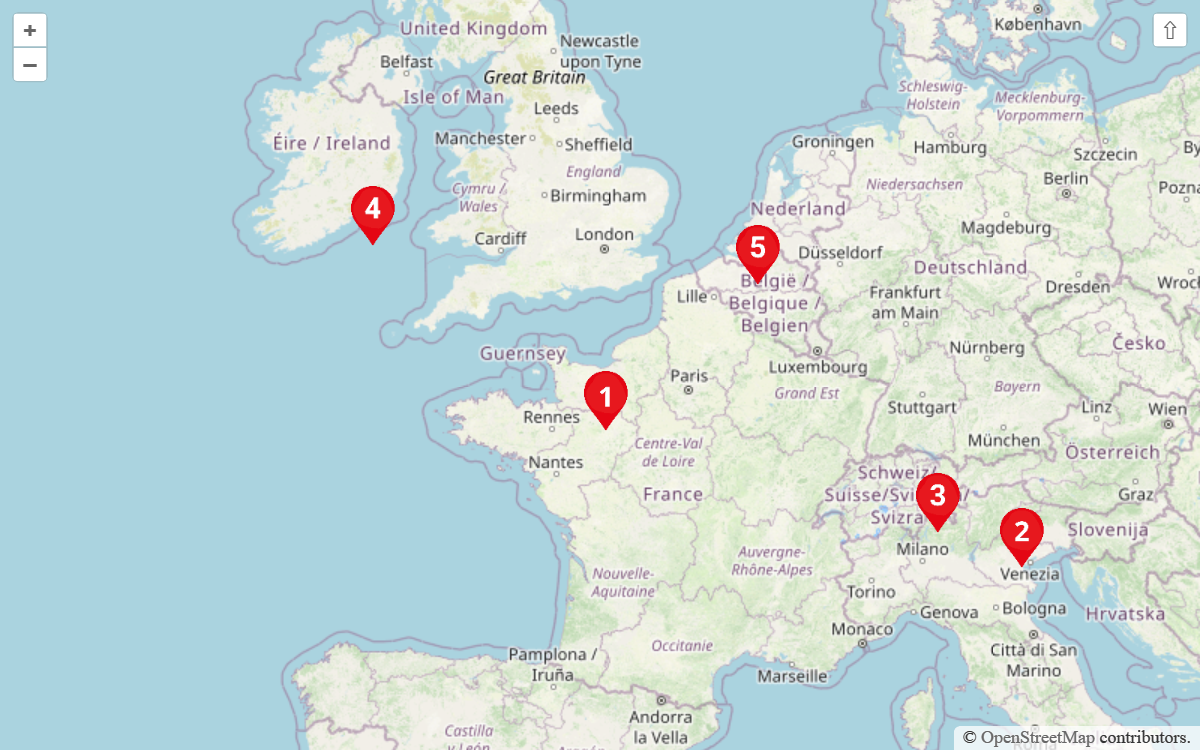 +
−
⇧
United Kingdom
København
Newcastle
upon Tyne
Belfast
Great Britain
Isle of Man
Leeds
Schleswig-
Holstein
Mecklenburg-
Vorpommern
Éire / Ireland
Manchester
Sheffield
Groningen
Hamburg
Szczecin
By
England
Cymru /
Wales
Birmingham
Niedersachsen
Berlin
Pozna
Nederland
4
Cardiff
London
Magdeburg
5
Düsseldorf
Deutschland
België /
Belgique /
Belgien
Lille
Frankfurt
am Main
Dresden
Wroc
Guernsey
Luxembourg
Nürnberg
Česko
Paris
Grand Est
Bayern
1
Rennes
Stuttgart
Linz
Wien
Centre-Val
de Loire
München
Österreich
Nantes
France
Schweiz/
Suisse/Svizzera/
Svizra
3
Graz
2
Slovenija
Milano
Auvergne-
Rhône-Alpes
Venezia
Nouvelle-
Aquitaine
Torino
Genova
Bologna
Hrvatska
Monaco
Occitanie
Pamplona /
Iruña
Città di San
Marino
Marseille
Andorra
la Vella
Castilla
y León
Roma
© OpenStreetMap contributors.